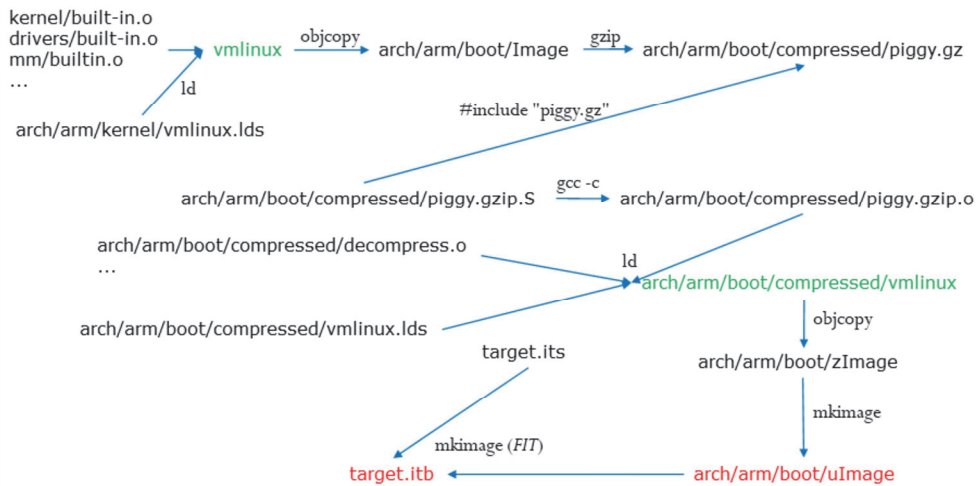 kernel/built-in.o
drivers/built-in.o
mm/builtin.o
...
vmlinux
objcopy
arch/arm/boot/Image
gzip
arch/arm/boot/compressed/piggy.gz
ld
arch/arm/kernel/vmlinux.lds
#include "piggy.gz"
arch/arm/boot/compressed/piggy.gzip.S
gcc -c
arch/arm/boot/compressed/piggy.gzip.o
arch/arm/boot/compressed/decompress.o
...
ld
arch/arm/boot/compressed/vmlinux
arch/arm/boot/compressed/vmlinux.lds
objcopy
target.its
arch/arm/boot/zImage
mkimage
mkimage (FIT)
target.itb
arch/arm/boot/uImage